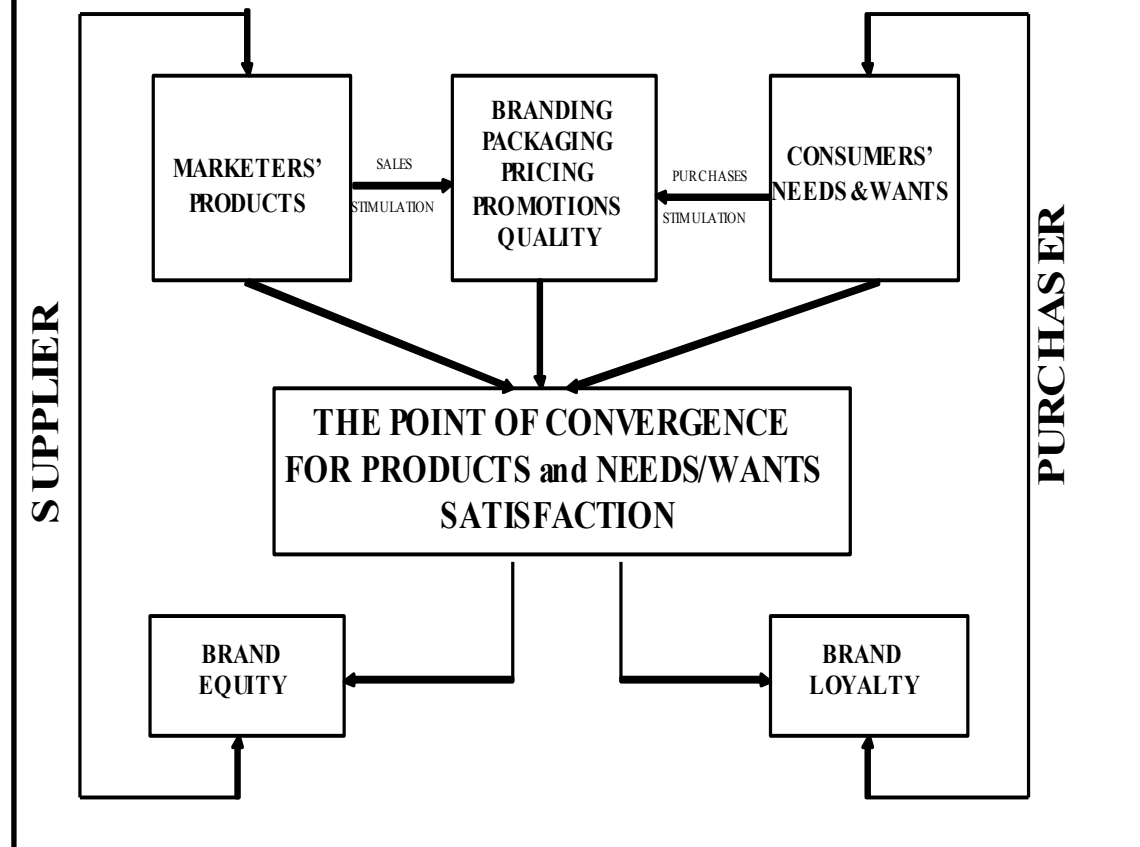 MARKETERS’
PRODUCTS
SALES
STIMULATION
BRANDING
PACKAGING
PRICING
PROMOTIONS
QUALITY
PURCHASES
STIMULATION
CONSUMERS’
NEEDS &WANTS
SUPPLIER
PURCHASER
THE POINT OF CONVERGENCE
FOR PRODUCTS and NEEDS/WANTS
SATISFACTION
BRAND
EQUITY
BRAND
LOYALTY